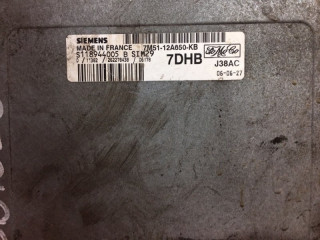 SIEMENS
MADE IN FRANCE 7M51-12A650-KB
S118944005 B SIM29
7DHB
J38AC
06-06-27